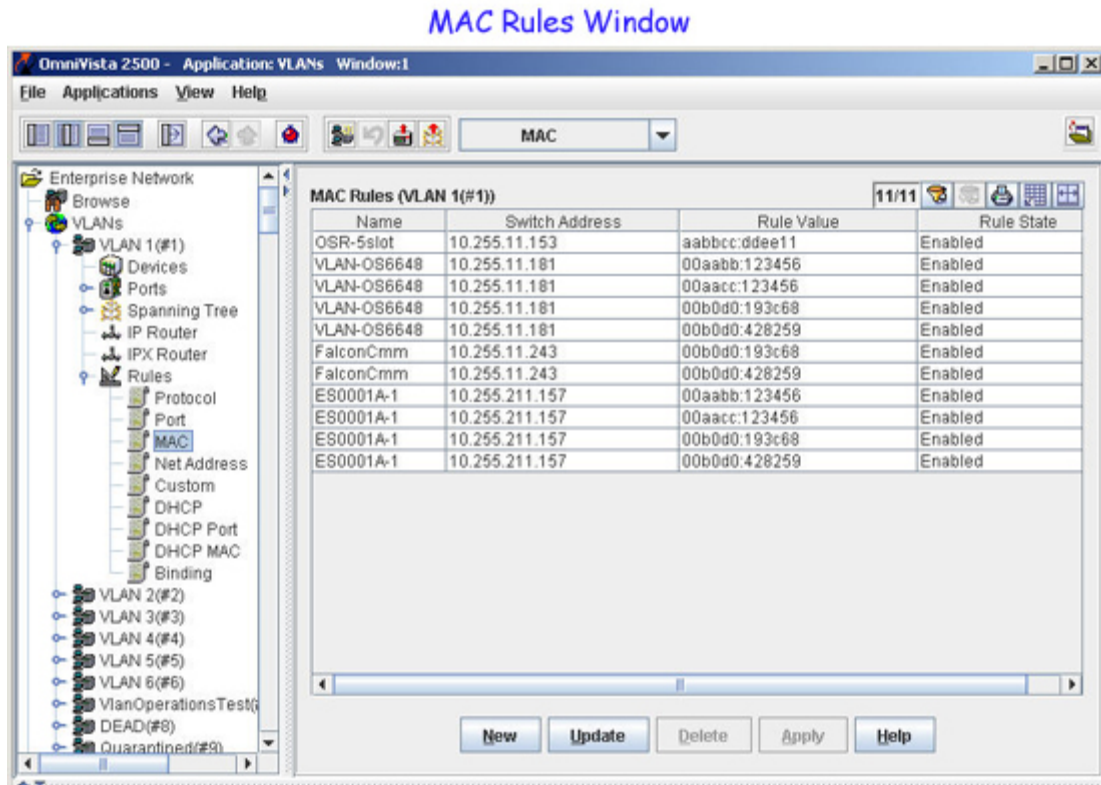 MAC Rules Window
OmniVista 2500 - Application: VLANs Window:1
File Applications View Help
MAC
Enterprise Network
Browse
VLANs
VLAN 1(#1)
Devices
Ports
Spanning Tree
IP Router
IPX Router
Rules
Protocol
Port
MAC
Net Address
Custom
DHCP
DHCP Port
DHCP MAC
Binding
VLAN 2(#2)
VLAN 3(#3)
VLAN 4(#4)
VLAN 5(#5)
VLAN 6(#6)
VlanOperationsTest(
DEAD(#8)
Quarantined(#9)
MAC Rules (VLAN 1(#1)) 11/11
Name Switch Address Rule Value Rule State
OSR-5slot 10.255.11.153 aabbcc:ddee11 Enabled
VLAN-OS6648 10.255.11.181 00aabb:123456 Enabled
VLAN-OS6648 10.255.11.181 00aacc:123456 Enabled
VLAN-OS6648 10.255.11.181 00b0d0:193c68 Enabled
VLAN-OS6648 10.255.11.181 00b0d0:428259 Enabled
FalconCmm 10.255.11.243 00b0d0:193c68 Enabled
FalconCmm 10.255.11.243 00b0d0:428259 Enabled
ES0001A-1 10.255.211.157 00aabb:123456 Enabled
ES0001A-1 10.255.211.157 00aacc:123456 Enabled
ES0001A-1 10.255.211.157 00b0d0:193c68 Enabled
ES0001A-1 10.255.211.157 00b0d0:428259 Enabled
New Update Delete Apply Help